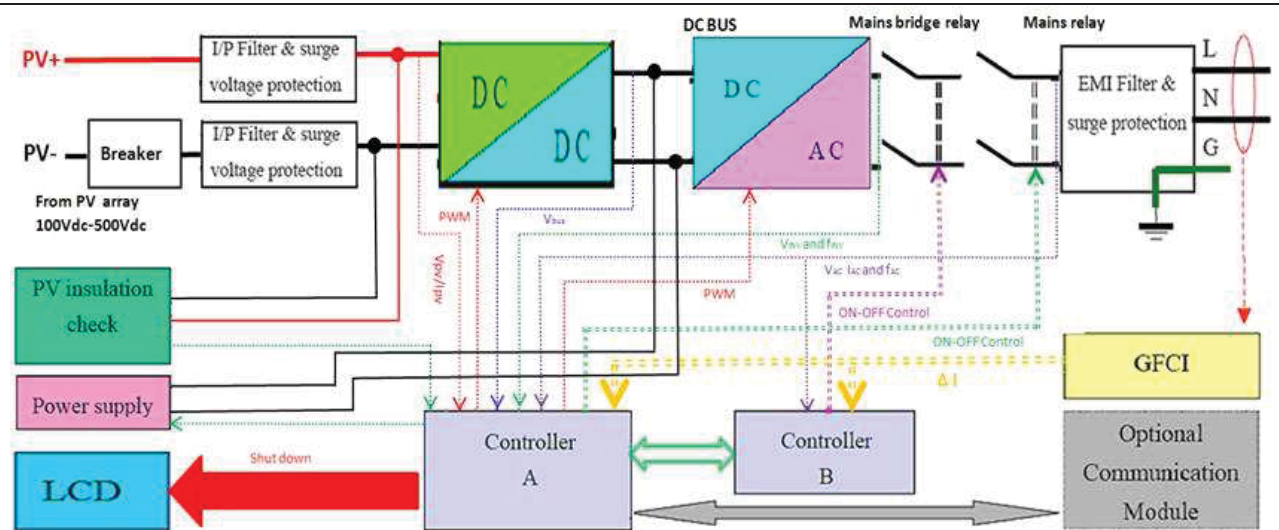 DC BUS
Mains bridge relay
Mains relay
PV+
I/P Filter & surge
voltage protection
DC
DC
DC
AC
EMI Filter &
surge protection
L
N
G
PV-
Breaker
I/P Filter & surge
voltage protection
From PV array
100Vdc-500Vdc
PWM
Vbus
VINV and fINV
Vpv/Ipv
VAC IAC and fAC
PWM
ON-OFF Control
ON-OFF Control
PV insulation
check
Δ I
GFCI
Power supply
Controller
A
Controller
B
Optional
Communication
Module
Shut down
LCD